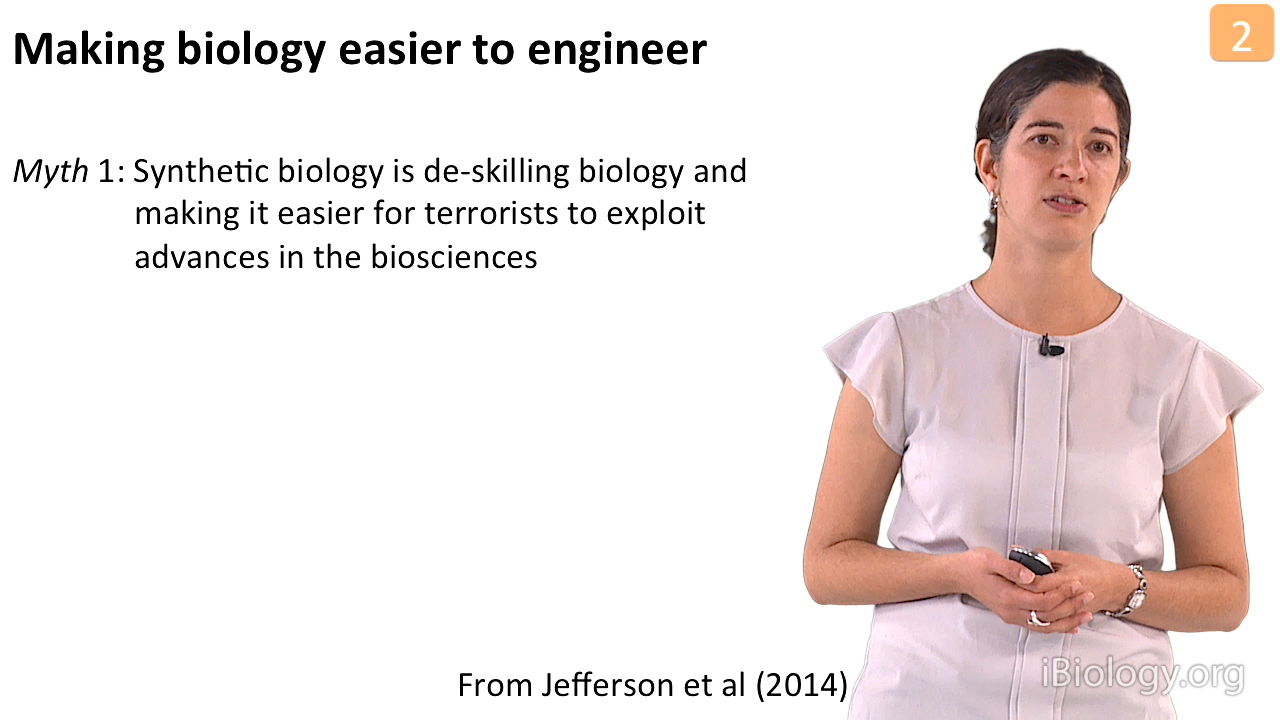 Making biology easier to engineer
2
Myth 1: Synthetic biology is de-skilling biology and
making it easier for terrorists to exploit
advances in the biosciences
From Jefferson et al (2014)
iBiology.org